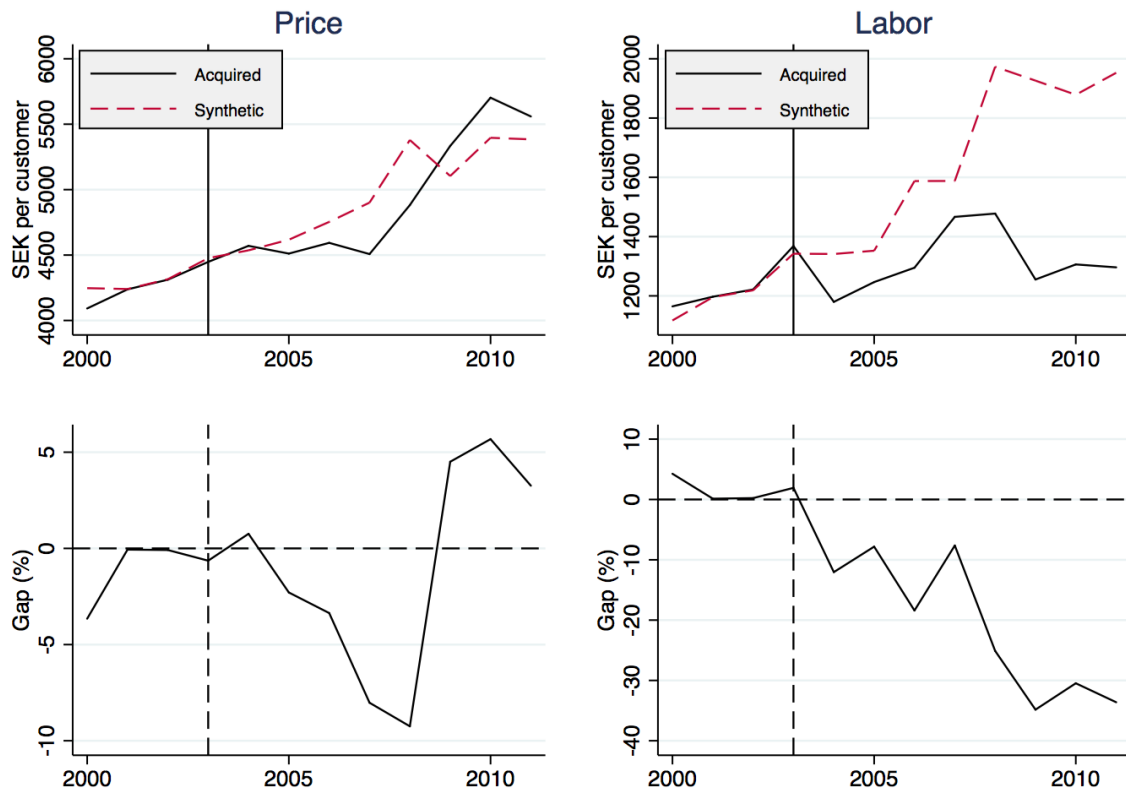 Price
SEK per customer
6000
5500
5000
4500
4000
Acquired
Synthetic
2000 2005 2010
Labor
SEK per customer
2000
1800
1600
1400
1200
Acquired
Synthetic
2000 2005 2010
Gap (%)
5
0
-5
-10
2000 2005 2010
Gap (%)
10
0
-10
-20
-30
-40
2000 2005 2010